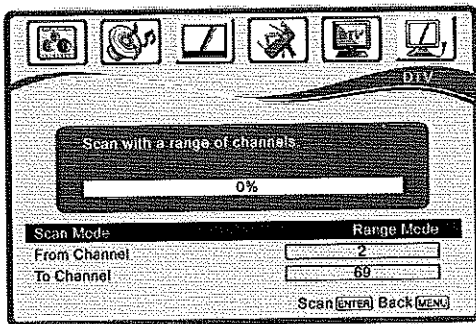 DTV
DTV
Scan with a range of channels.
0%
Scan Mode Range Mode
From Channel 2
To Channel 69
Scan ENTER Back MENU